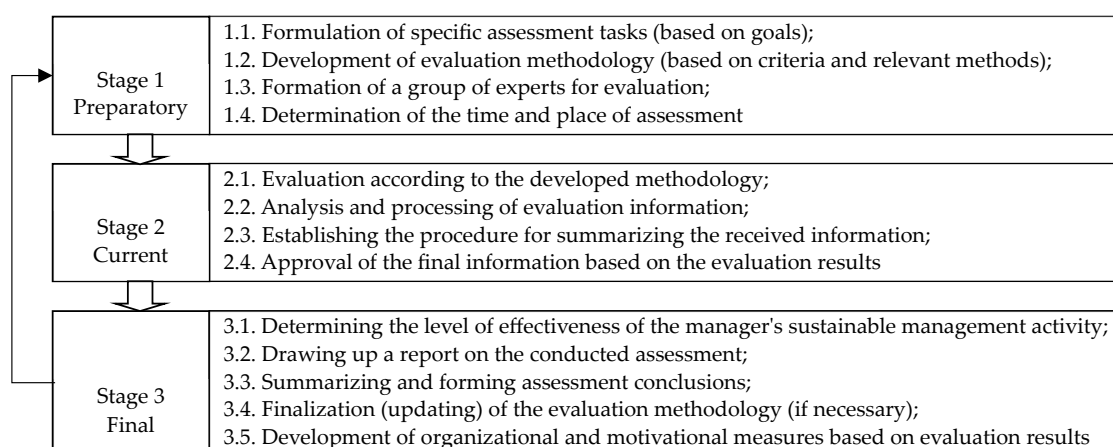 Stage 1
Preparatory
1.1. Formulation of specific assessment tasks (based on goals);
1.2. Development of evaluation methodology (based on criteria and relevant methods);
1.3. Formation of a group of experts for evaluation;
1.4. Determination of the time and place of assessment
Stage 2
Current
2.1. Evaluation according to the developed methodology;
2.2. Analysis and processing of evaluation information;
2.3. Establishing the procedure for summarizing the received information;
2.4. Approval of the final information based on the evaluation results
Stage 3
Final
3.1. Determining the level of effectiveness of the manager's sustainable management activity;
3.2. Drawing up a report on the conducted assessment;
3.3. Summarizing and forming assessment conclusions;
3.4. Finalization (updating) of the evaluation methodology (if necessary);
3.5. Development of organizational and motivational measures based on evaluation results